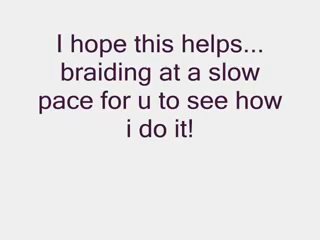 I hope this helps...
braiding at a slow
pace for u to see how
i do it!